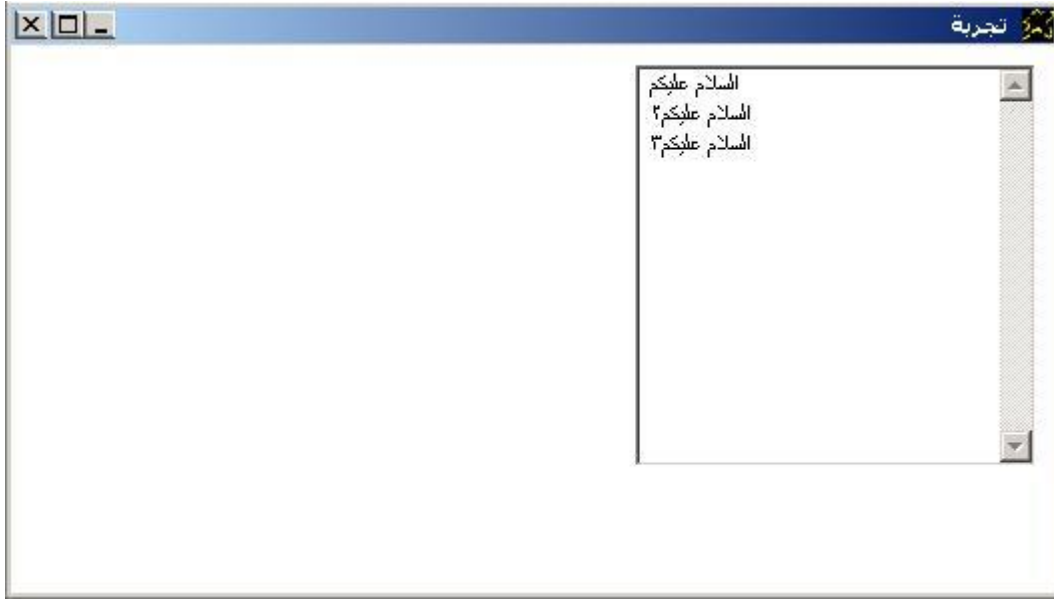 تجربة
السلام عليكم
السلام عليكم٢
السلام عليكم٣